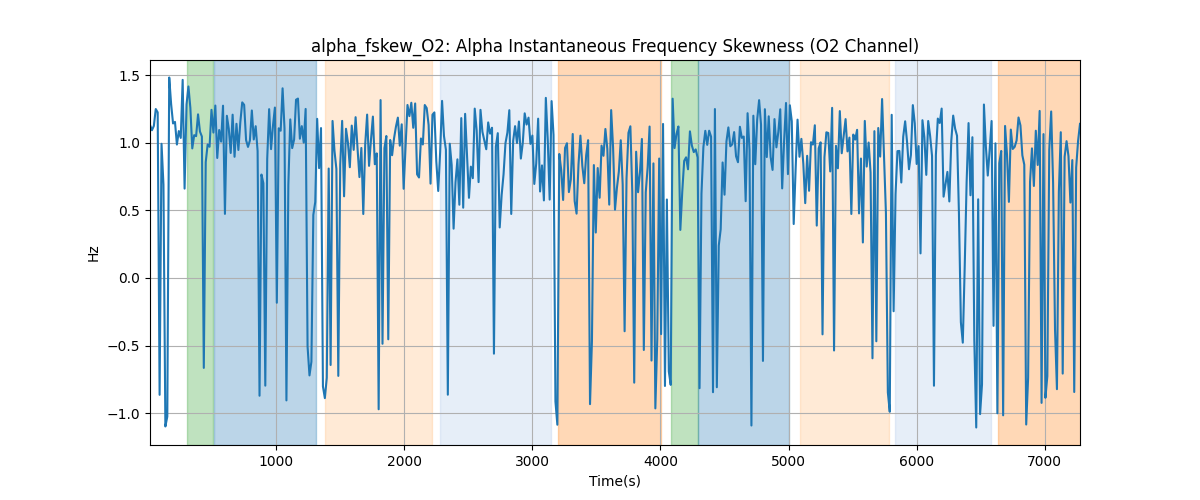 alpha_fskew_O2: Alpha Instantaneous Frequency Skewness (O2 Channel)
1.5
1.0
0.5
0.0
−0.5
−1.0
Hz
1000 2000 3000 4000 5000 6000 7000
Time(s)